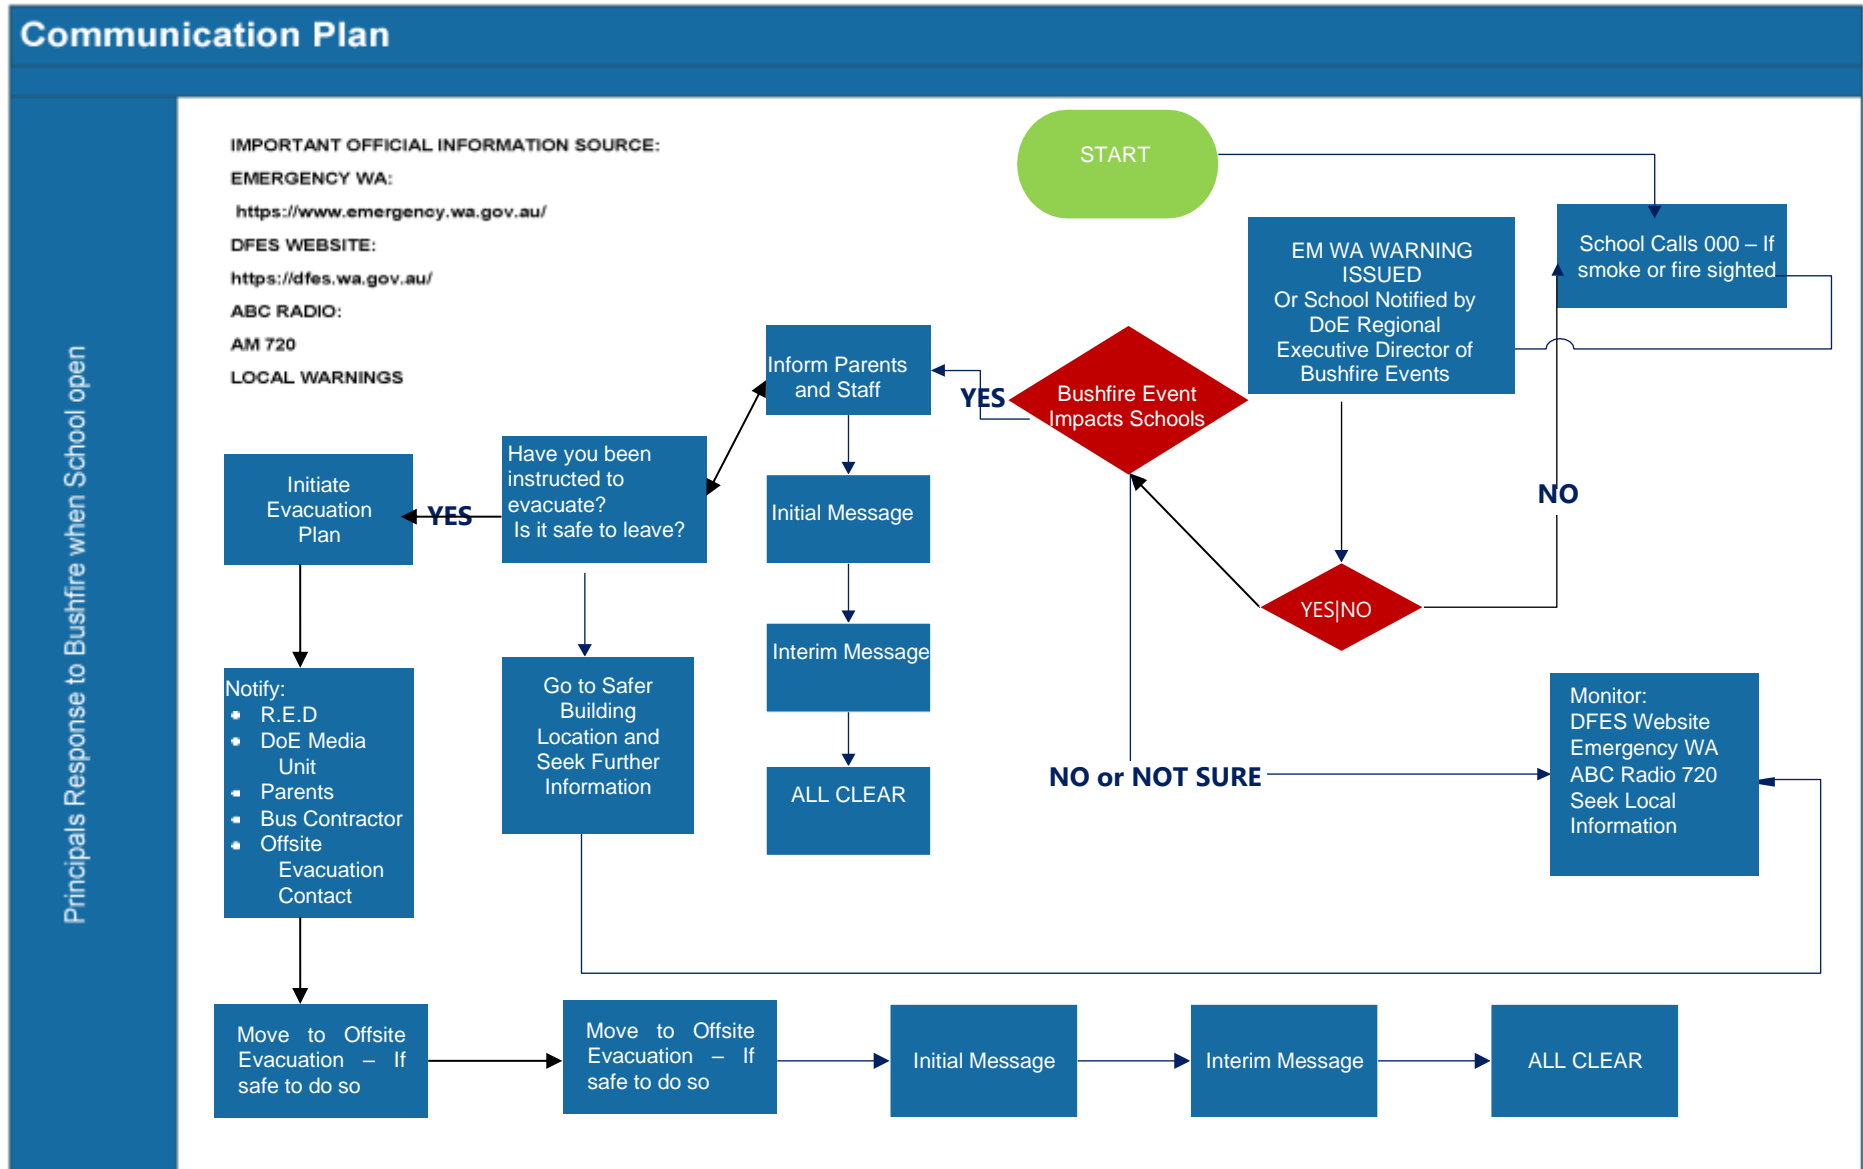 Communication Plan
Principals Response to Bushfire when School open
IMPORTANT OFFICIAL INFORMATION SOURCE:
EMERGENCY WA:
https://www.emergency.wa.gov.au/
DFES WEBSITE:
https://dfes.wa.gov.au/
ABC RADIO:
AM 720
LOCAL WARNINGS
START
School Calls 000 – If
smoke or fire sighted
EM WA WARNING
ISSUED
Or School Notified by
DoE Regional
Executive Director of
Bushfire Events
YES|NO
NO
Bushfire Event
Impacts Schools
YES
NO or NOT SURE
Monitor:
DFES Website
Emergency WA
ABC Radio 720
Seek Local
Information
Inform Parents
and Staff
Initial Message
Interim Message
ALL CLEAR
Have you been
instructed to
evacuate?
Is it safe to leave?
YES
Go to Safer
Building
Location and
Seek Further
Information
Initiate
Evacuation
Plan
Notify:
• R.E.D
• DoE Media
Unit
• Parents
• Bus Contractor
• Offsite
Evacuation
Contact
Move to Offsite
Evacuation – If
safe to do so
Move to Offsite
Evacuation – If
safe to do so
Initial Message
Interim Message
ALL CLEAR